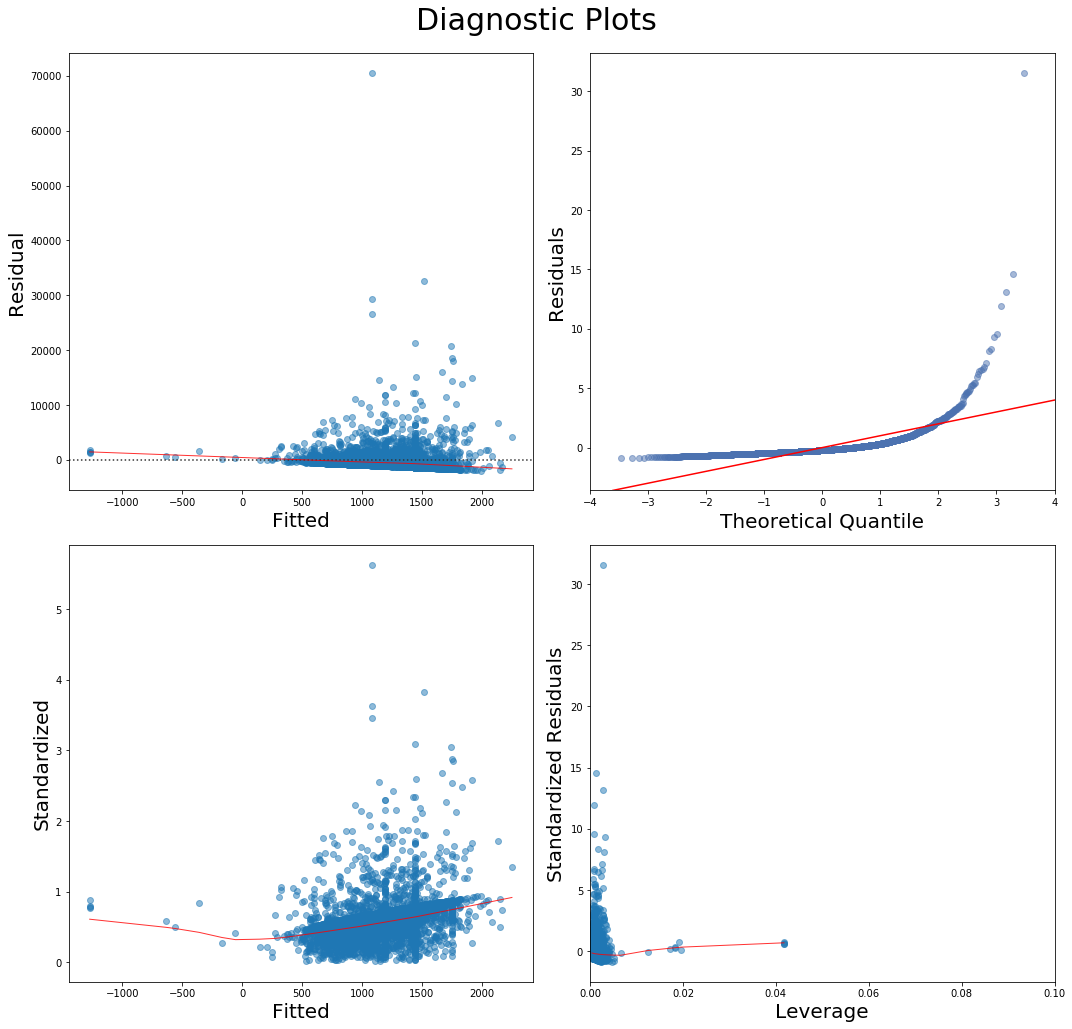 Diagnostic Plots
Residual
70000
60000
50000
40000
30000
20000
10000
0
−1000 −500 0 500 1000 1500 2000
Fitted
Residuals
30
25
20
15
10
5
0
−4 −3 −2 −1 0 1 2 3 4
Theoretical Quantile
Standardized
5
4
3
2
1
0
−1000 −500 0 500 1000 1500 2000
Fitted
Standardized Residuals
30
25
20
15
10
5
0
0.00 0.02 0.04 0.06 0.08 0.10
Leverage